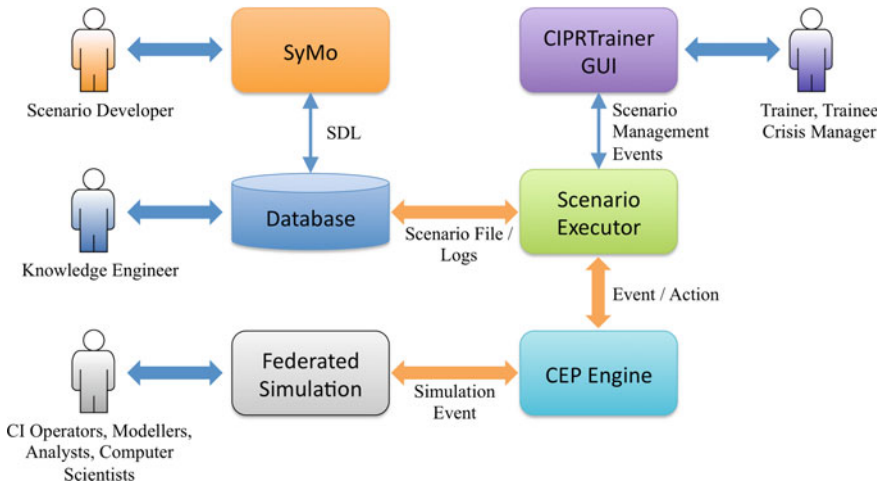 SyMo
CIPRTrainer
GUI
Scenario Developer
Trainer, Trainee
Crisis Manager
SDL
Scenario
Management
Events
Database
Scenario
Executor
Knowledge Engineer
Scenario File /
Logs
Event / Action
Federated
Simulation
CEP Engine
Simulation
Event
CI Operators, Modellers,
Analysts, Computer
Scientists